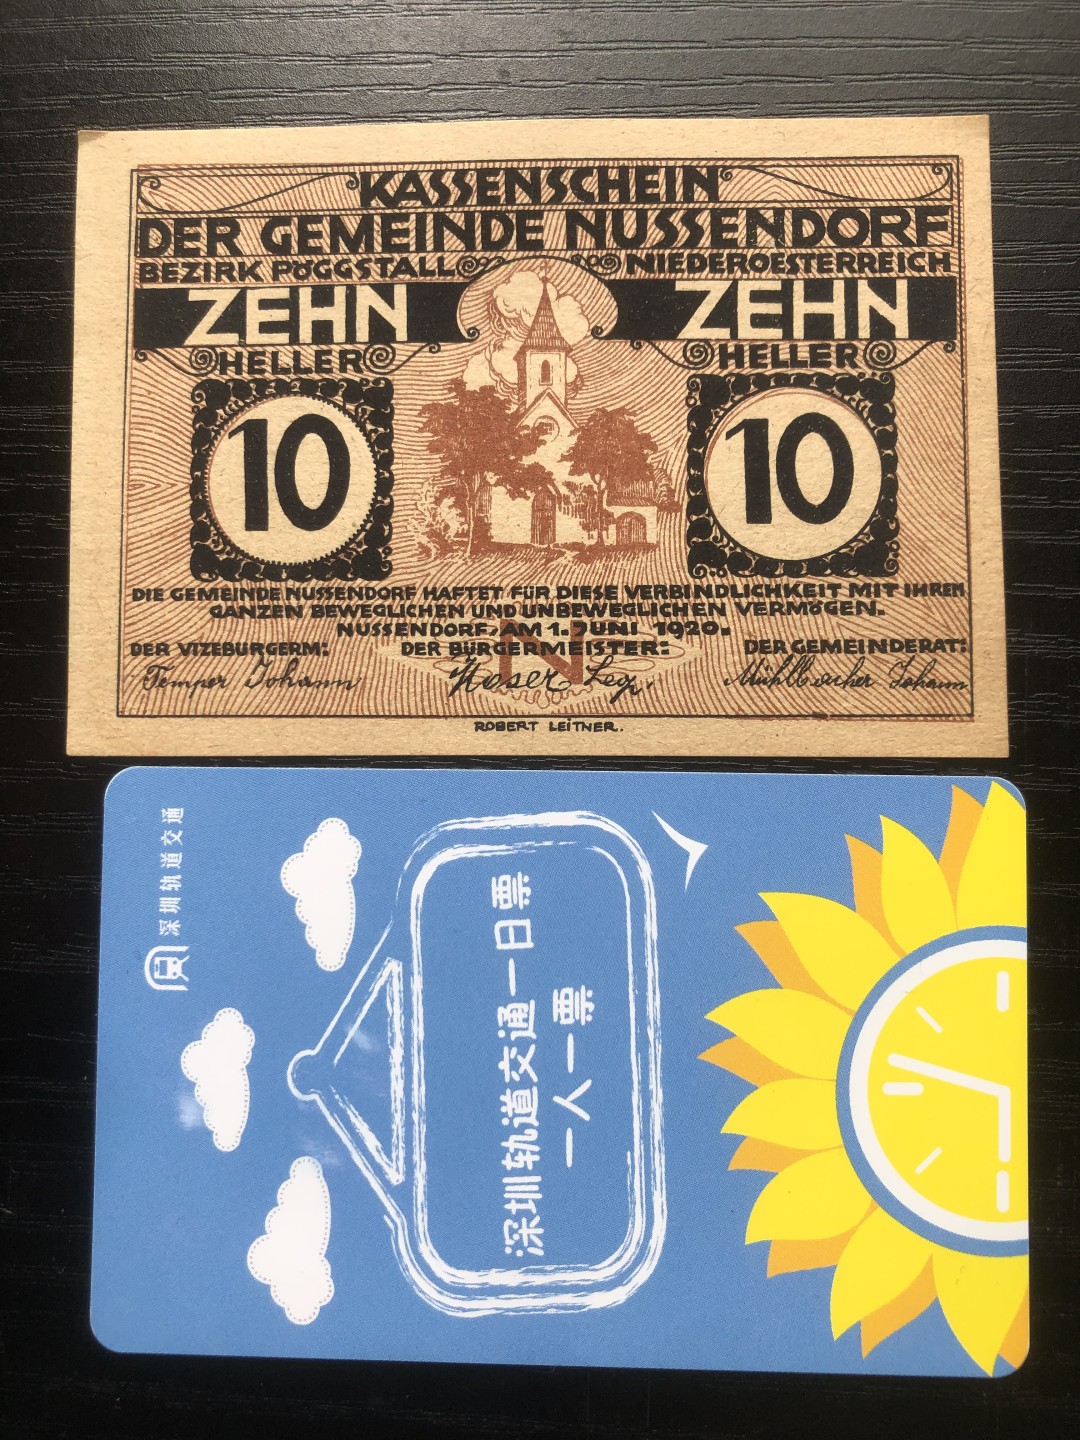 KASSENSCHEIN
DER GEMEINDE NUSSENDORF
BEZIRK PÖGGSTALL NIEDEROESTERREICH
ZEHN ZEHN
HELLER HELLER
10 10
DIE GEMEINDE NUSSENDORF HAFTET FÜR DIESE VERBINDLICHKEIT MIT IHREM
GANZEN BEWEGLICHEN UND UNBEWEGLICHEN VERMÖGEN.
NUSSENDORF, AM 1. JUNI 1920.
DER VIZEBÜRGERM: DER BÜRGERMEISTER: DER GEMEINDERAT:
Temper Johann Moser Leg. Mühlbacher Johann
N
ROBERT LEITNER.
深圳轨道交通
深圳轨道交通一日票
一人一票